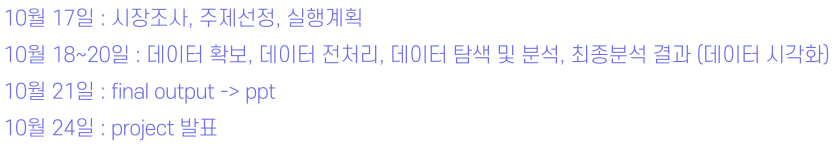 10월 17일 : 시장조사, 주제선정, 실행계획
10월 18~20일 : 데이터 확보, 데이터 전처리, 데이터 탐색 및 분석, 최종분석 결과 (데이터 시각화)
10월 21일 : final output -> ppt
10월 24일 : project 발표